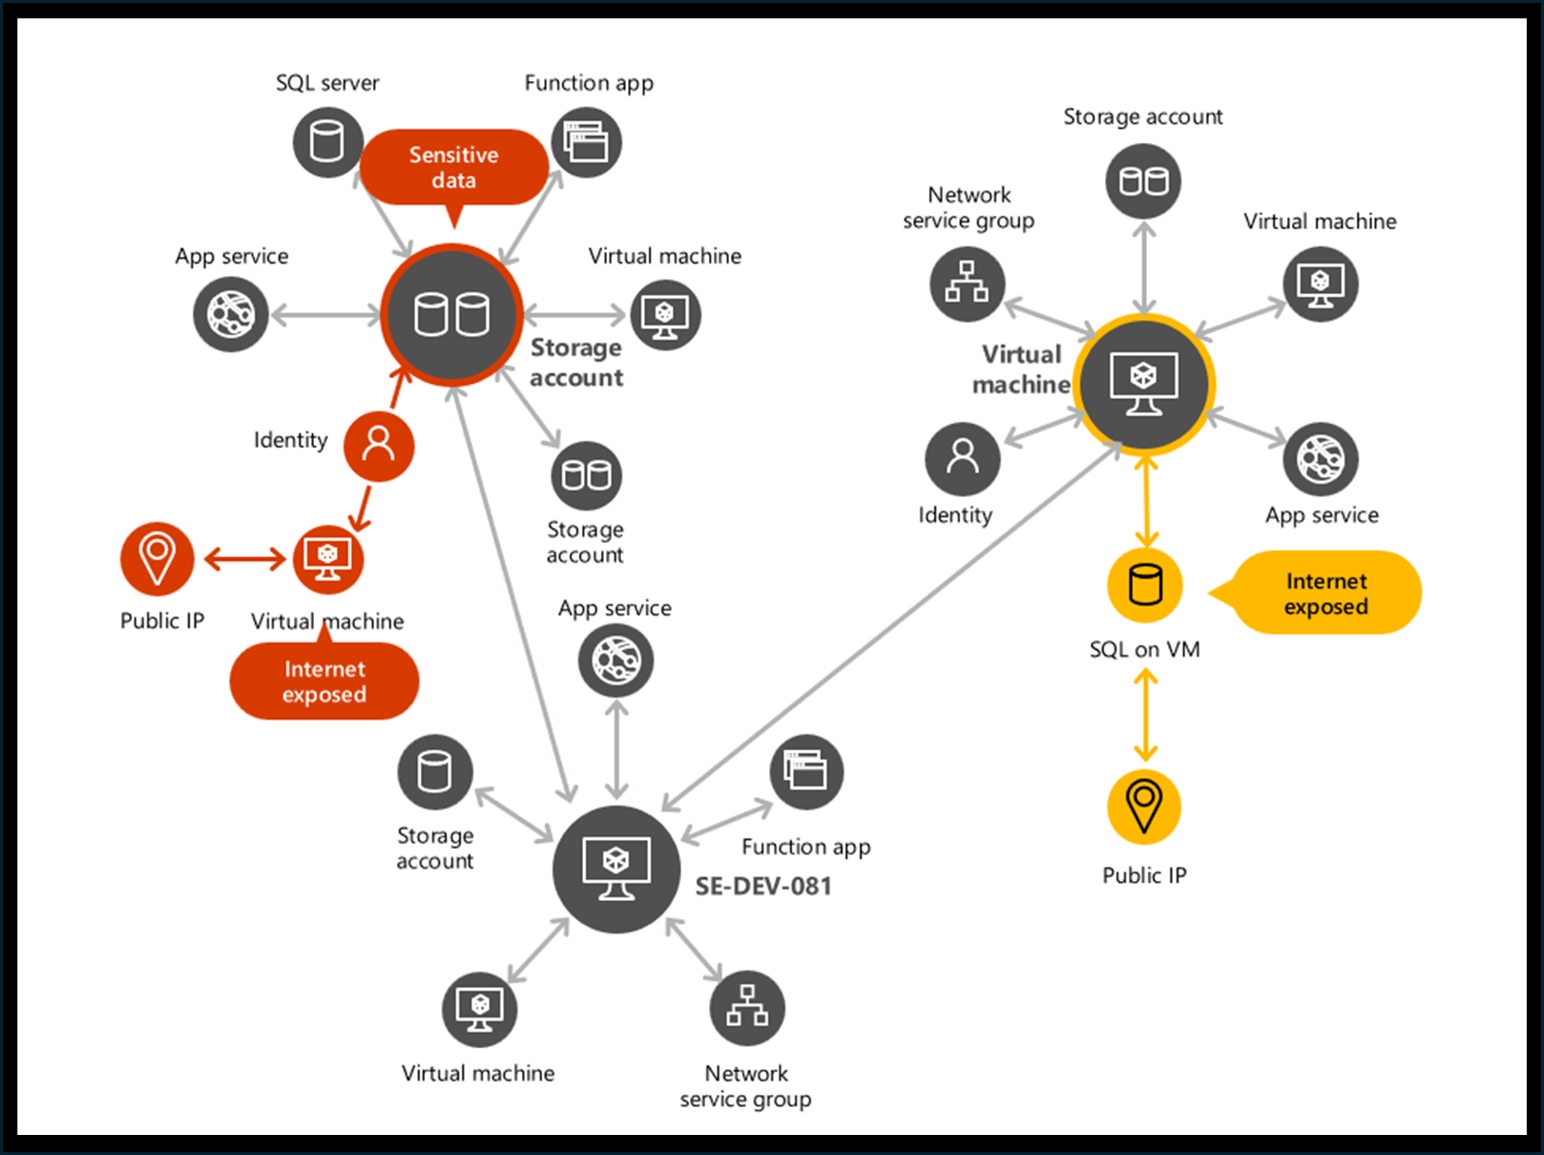 SQL server
Function app
Sensitive
data
App service
Virtual machine
Storage
account
Identity
Storage
account
Public IP
Virtual machine
Internet
exposed
Storage account
Network
service group
Virtual machine
Virtual
machine
Identity
App service
Internet
exposed
SQL on VM
Public IP
App service
Storage
account
Function app
SE-DEV-081
Virtual machine
Network
service group